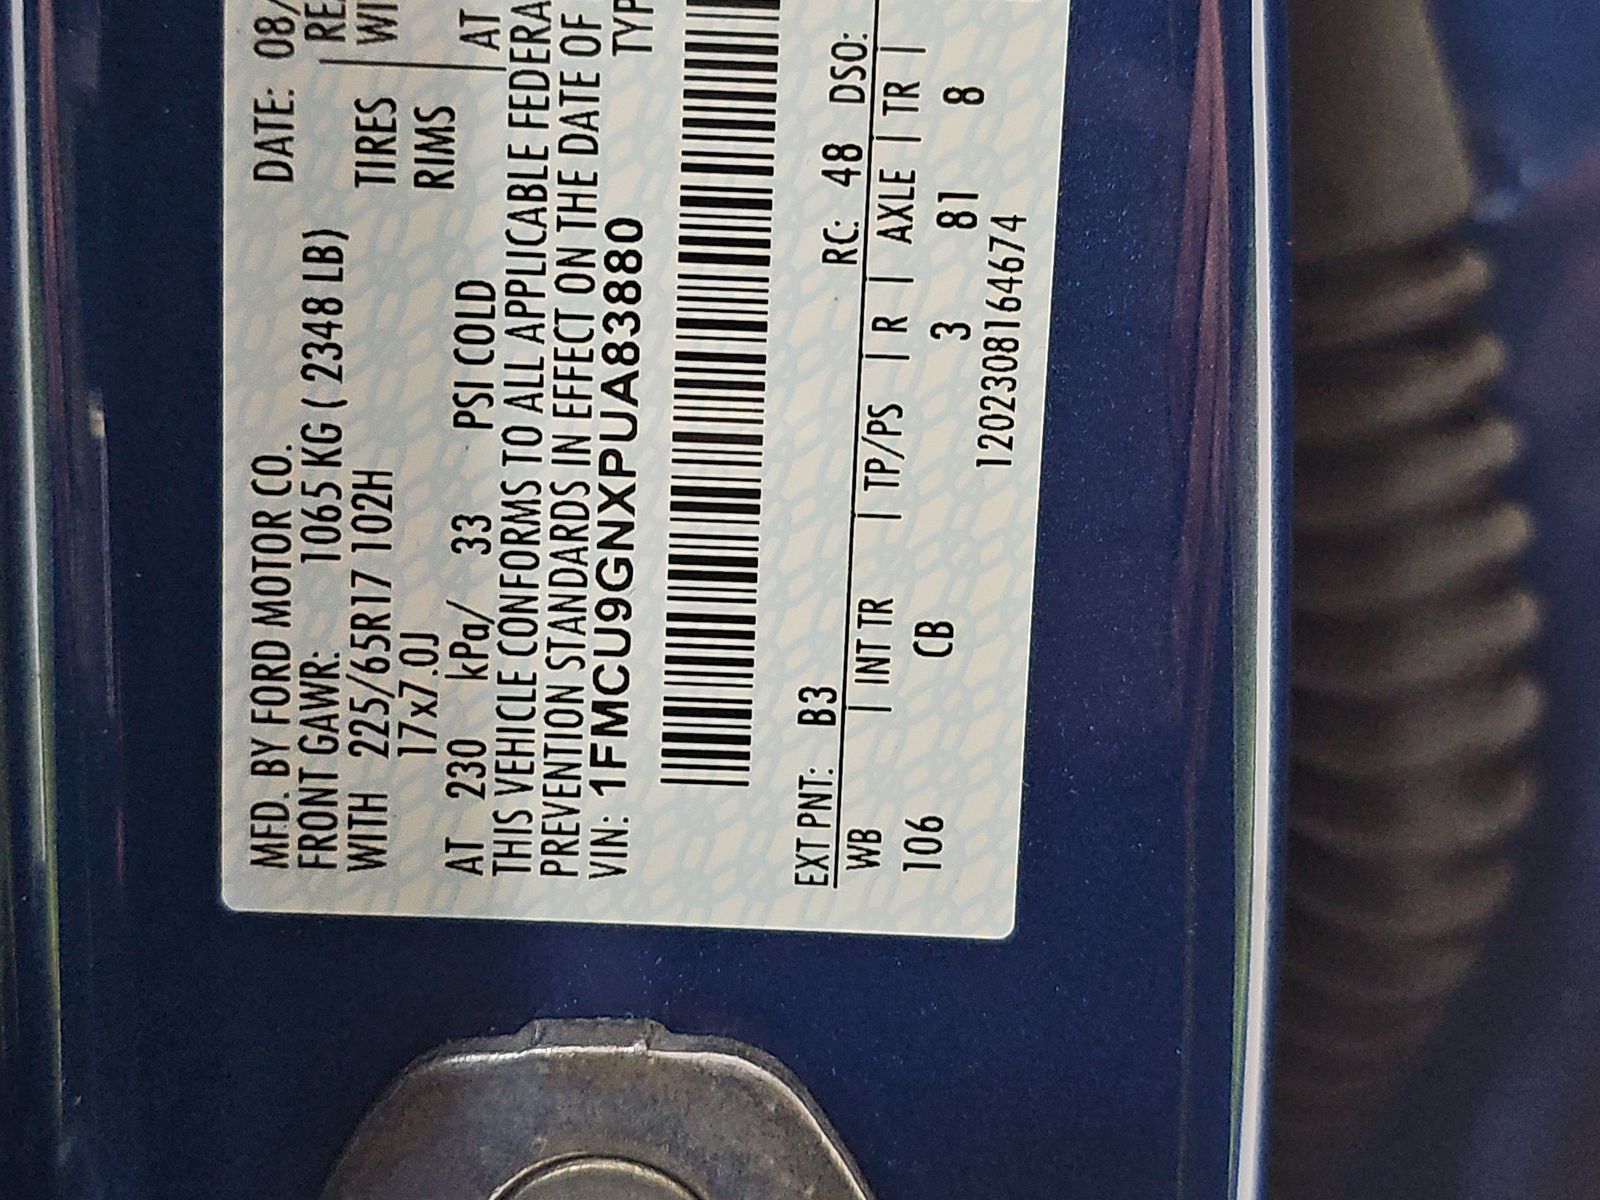 MFD. BY FORD MOTOR CO. DATE: 08/
FRONT GAWR: 1065 KG ( 2348 LB)
WITH 225/65R17 102H TIRES
17x7.0J RIMS
AT 230 kPa/ 33 PSI COLD AT
THIS VEHICLE CONFORMS TO ALL APPLICABLE FEDERA
PREVENTION STANDARDS IN EFFECT ON THE DATE OF
VIN: 1FMCU9GNXPUA83880 TYP
EXT PNT: B3 RC: 48 DSO:
WB | INT TR | TP/PS | R | AXLE | TR |
106 CB 3 81 8
1202308164674